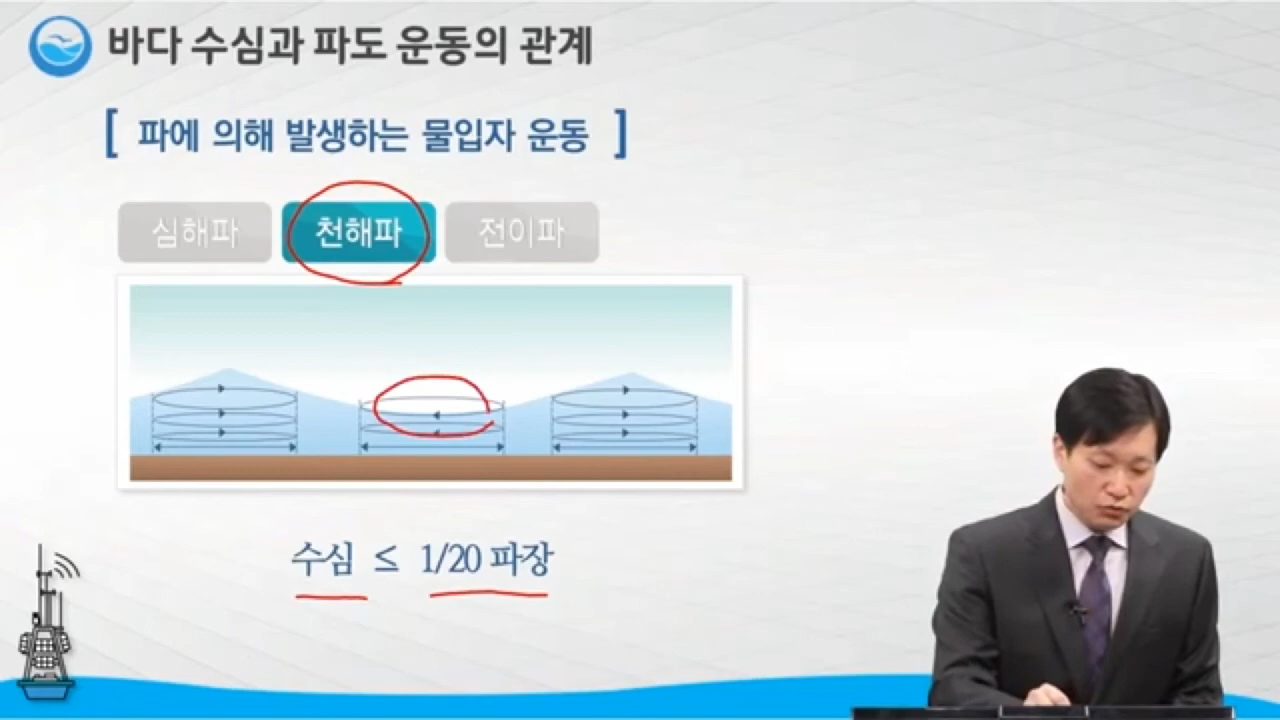 바다 수심과 파도 운동의 관계
[ 파에 의해 발생하는 물입자 운동 ]
심해파 천해파 전이파
수심 ≤ 1/20 파장